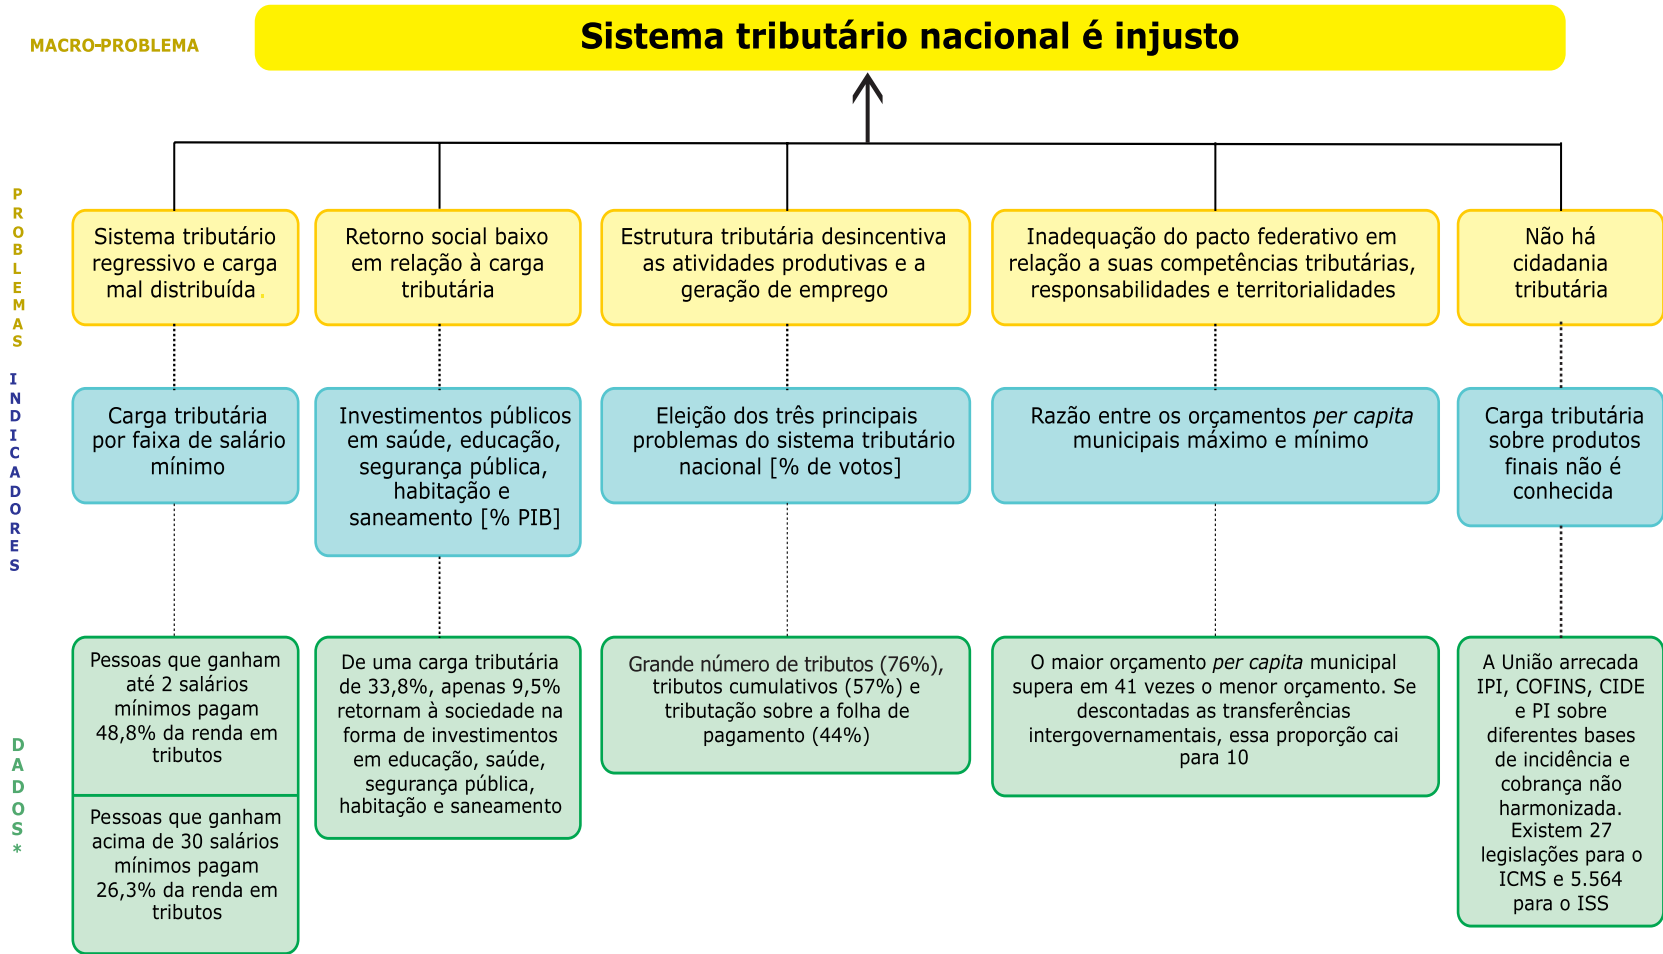 MACRO-PROBLEMA
Sistema tributário nacional é injusto
PROBLEMAS
Sistema tributário
regressivo e carga
mal distribuída .
Retorno social baixo
em relação à carga
tributária
Estrutura tributária desincentiva
as atividades produtivas e a
geração de emprego
Inadequação do pacto federativo em
relação a suas competências tributárias,
responsabilidades e territorialidades
Não há
cidadania
tributária
INDICADORES
Carga tributária
por faixa de salário
mínimo
Investimentos públicos
em saúde, educação,
segurança pública,
habitação e
saneamento [% PIB]
Eleição dos três principais
problemas do sistema tributário
nacional [% de votos]
Razão entre os orçamentos per capita
municipais máximo e mínimo
Carga tributária
sobre produtos
finais não é
conhecida
DADOS*
Pessoas que ganham
até 2 salários
mínimos pagam
48,8% da renda em
tributos
Pessoas que ganham
acima de 30 salários
mínimos pagam
26,3% da renda em
tributos
De uma carga tributária
de 33,8%, apenas 9,5%
retornam à sociedade na
forma de investimentos
em educação, saúde,
segurança pública,
habitação e saneamento
Grande número de tributos (76%),
tributos cumulativos (57%) e
tributação sobre a folha de
pagamento (44%)
O maior orçamento per capita municipal
supera em 41 vezes o menor orçamento. Se
descontadas as transferências
intergovernamentais, essa proporção cai
para 10
A União arrecada
IPI, COFINS, CIDE
e PI sobre
diferentes bases
de incidência e
cobrança não
harmonizada.
Existem 27
legislações para o
ICMS e 5.564
para o ISS